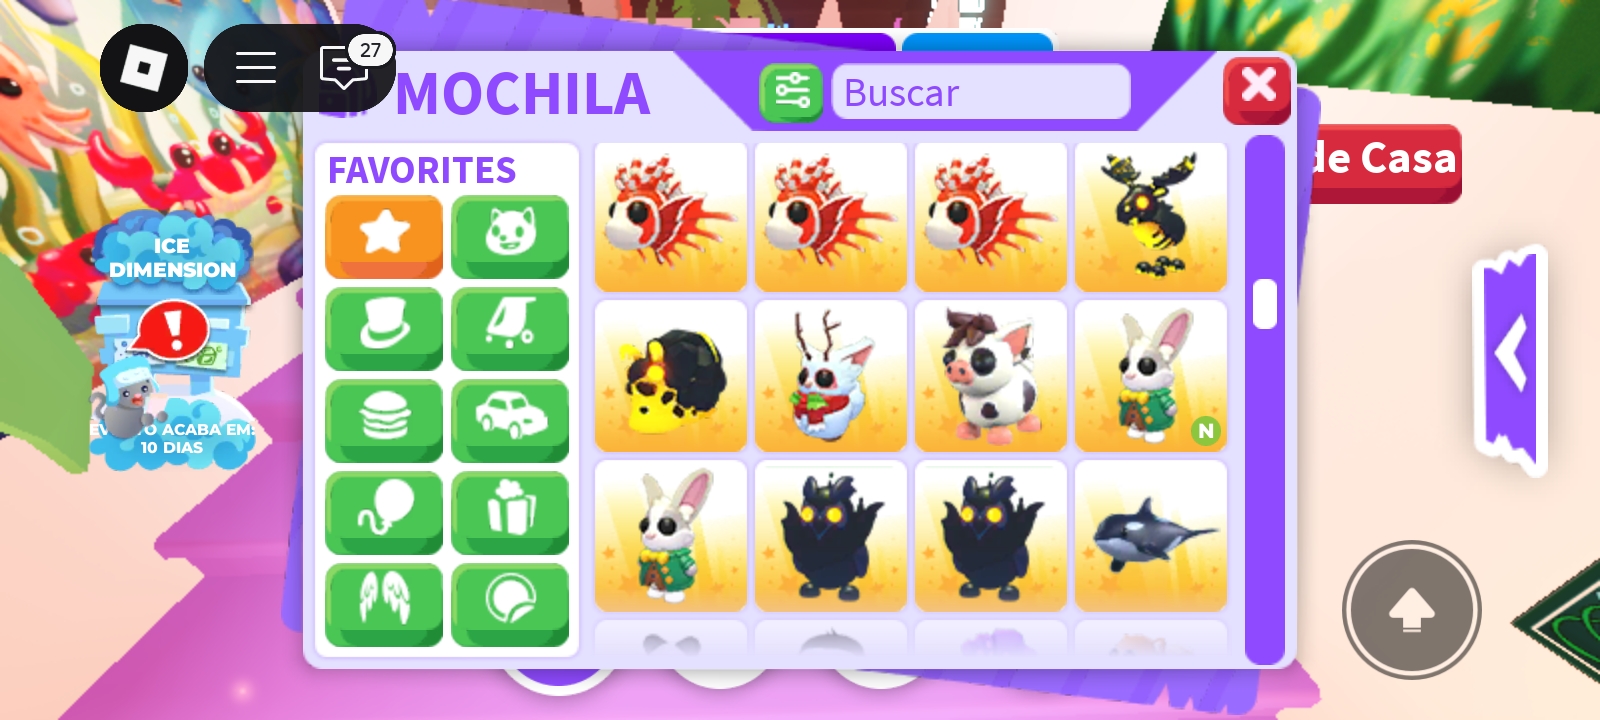 27
MOCHILA
Buscar
FAVORITES
de Casa
ICE
DIMENSION
!
ACABA EM:
10 DIAS
N